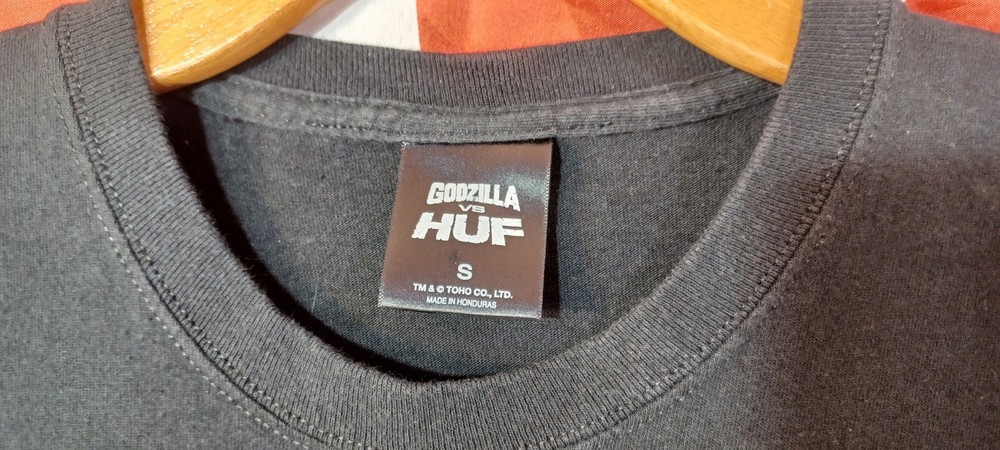 GODZILLA
VS
HUF
S
TM & © TOHO CO., LTD.
MADE IN HONDURAS